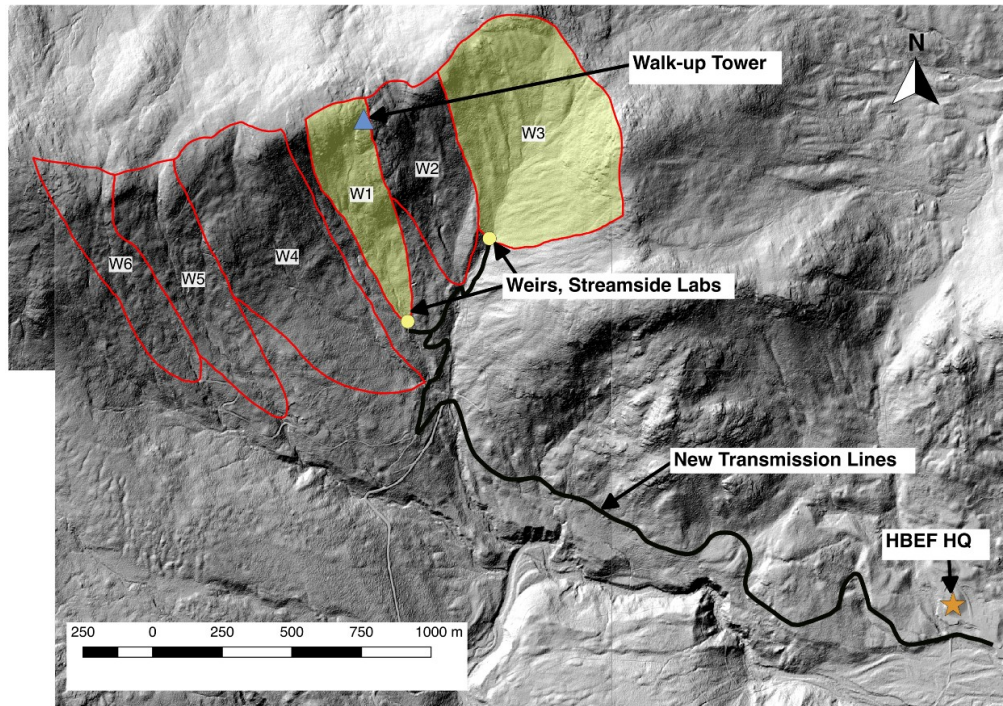 N
Walk-up Tower
W3
W2
W1
W4
W6
W5
Weirs, Streamside Labs
New Transmission Lines
HBEF HQ
250 0 250 500 750 1000 m